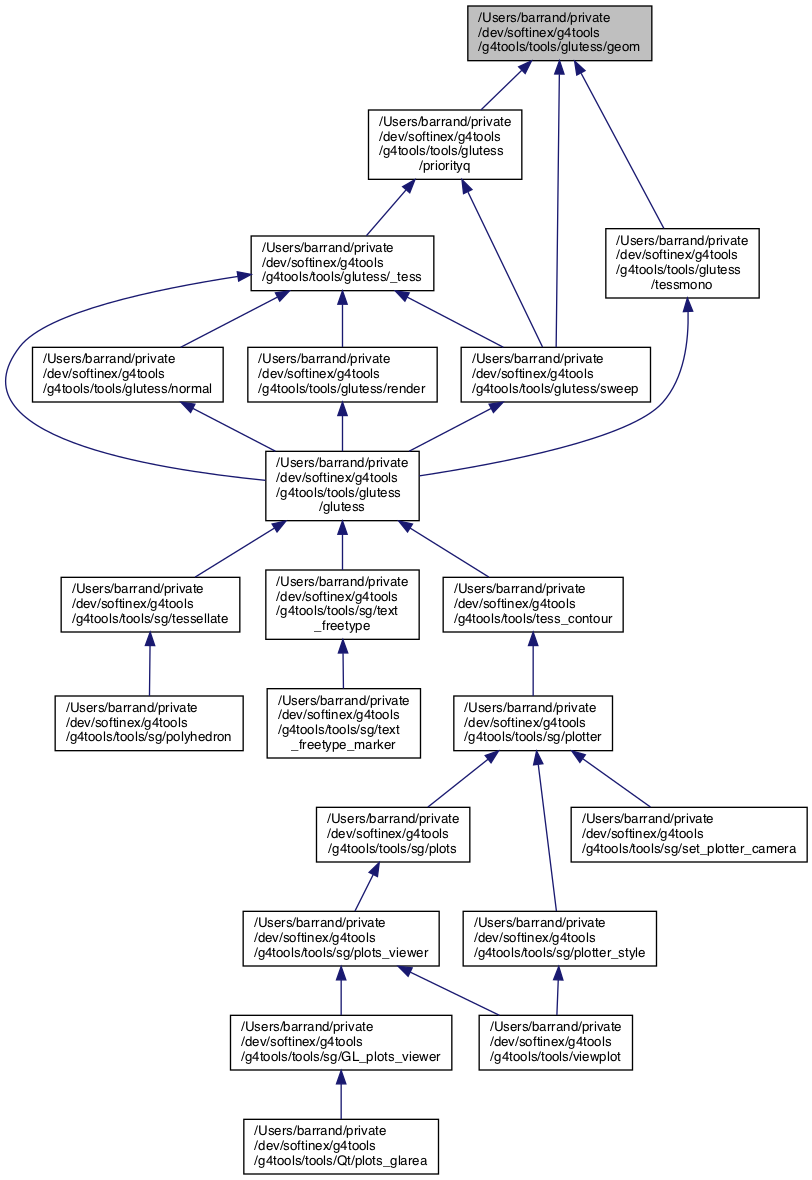 /Users/barrand/private
/dev/softinex/g4tools
/g4tools/tools/glutess/geom
/Users/barrand/private
/dev/softinex/g4tools
/g4tools/tools/glutess
/priorityq
/Users/barrand/private
/dev/softinex/g4tools
/g4tools/tools/glutess/_tess
/Users/barrand/private
/dev/softinex/g4tools
/g4tools/tools/glutess
/tessmono
/Users/barrand/private
/dev/softinex/g4tools
/g4tools/tools/glutess/normal
/Users/barrand/private
/dev/softinex/g4tools
/g4tools/tools/glutess/render
/Users/barrand/private
/dev/softinex/g4tools
/g4tools/tools/glutess/sweep
/Users/barrand/private
/dev/softinex/g4tools
/g4tools/tools/glutess
/glutess
/Users/barrand/private
/dev/softinex/g4tools
/g4tools/tools/sg/tessellate
/Users/barrand/private
/dev/softinex/g4tools
/g4tools/tools/sg/text
_freetype
/Users/barrand/private
/dev/softinex/g4tools
/g4tools/tools/tess_contour
/Users/barrand/private
/dev/softinex/g4tools
/g4tools/tools/sg/polyhedron
/Users/barrand/private
/dev/softinex/g4tools
/g4tools/tools/sg/text
_freetype_marker
/Users/barrand/private
/dev/softinex/g4tools
/g4tools/tools/sg/plotter
/Users/barrand/private
/dev/softinex/g4tools
/g4tools/tools/sg/plots
/Users/barrand/private
/dev/softinex/g4tools
/g4tools/tools/sg/set_plotter_camera
/Users/barrand/private
/dev/softinex/g4tools
/g4tools/tools/sg/plots_viewer
/Users/barrand/private
/dev/softinex/g4tools
/g4tools/tools/sg/plotter_style
/Users/barrand/private
/dev/softinex/g4tools
/g4tools/tools/sg/GL_plots_viewer
/Users/barrand/private
/dev/softinex/g4tools
/g4tools/tools/viewplot
/Users/barrand/private
/dev/softinex/g4tools
/g4tools/tools/Qt/plots_glarea